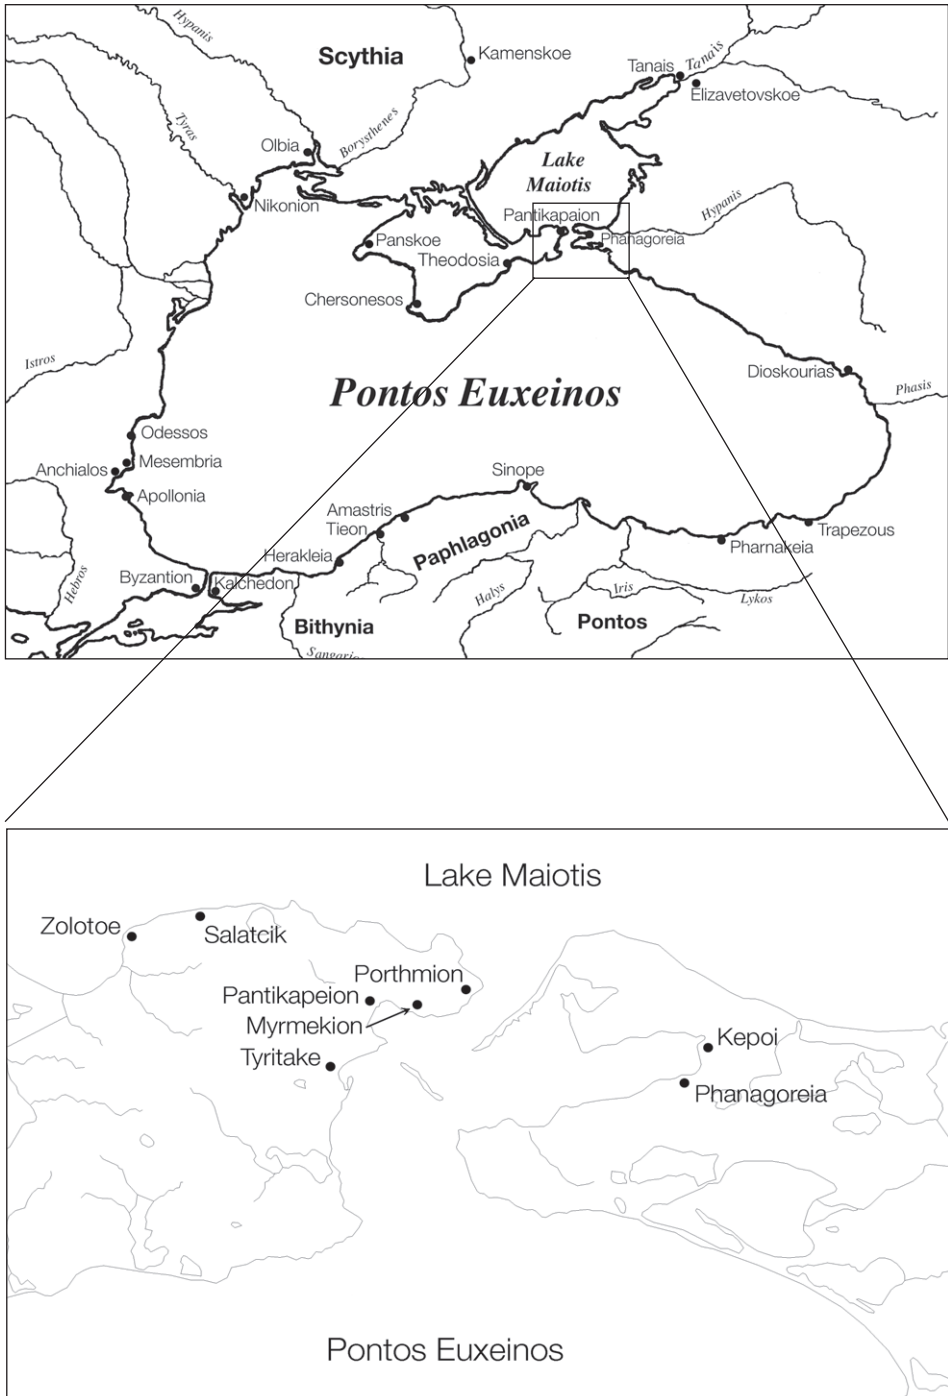 Hypanis
Scythia
Kamenskoe
Tanais
Tanais
Elizavetovskoe
Tyras
Borysthenes
Olbia
Lake
Maiotis
Nikonion
Hypanis
Pantikapaion
Phanagoreia
Panskoe
Theodosia
Chersonesos
Istros
Dioskourias
Phasis
Pontos Euxeinos
Odessos
Mesembria
Anchialos
Apollonia
Sinope
Amastris
Tieon
Paphlagonia
Trapezous
Pharnakeia
Herakleia
Byzantion
Kalchedon
Hebros
Halys
Iris
Lykos
Bithynia
Pontos
Sangarios
Lake Maiotis
Zolotoe
Salatcik
Porthmion
Pantikapeion
Myrmekion
Tyritake
Kepoi
Phanagoreia
Pontos Euxeinos